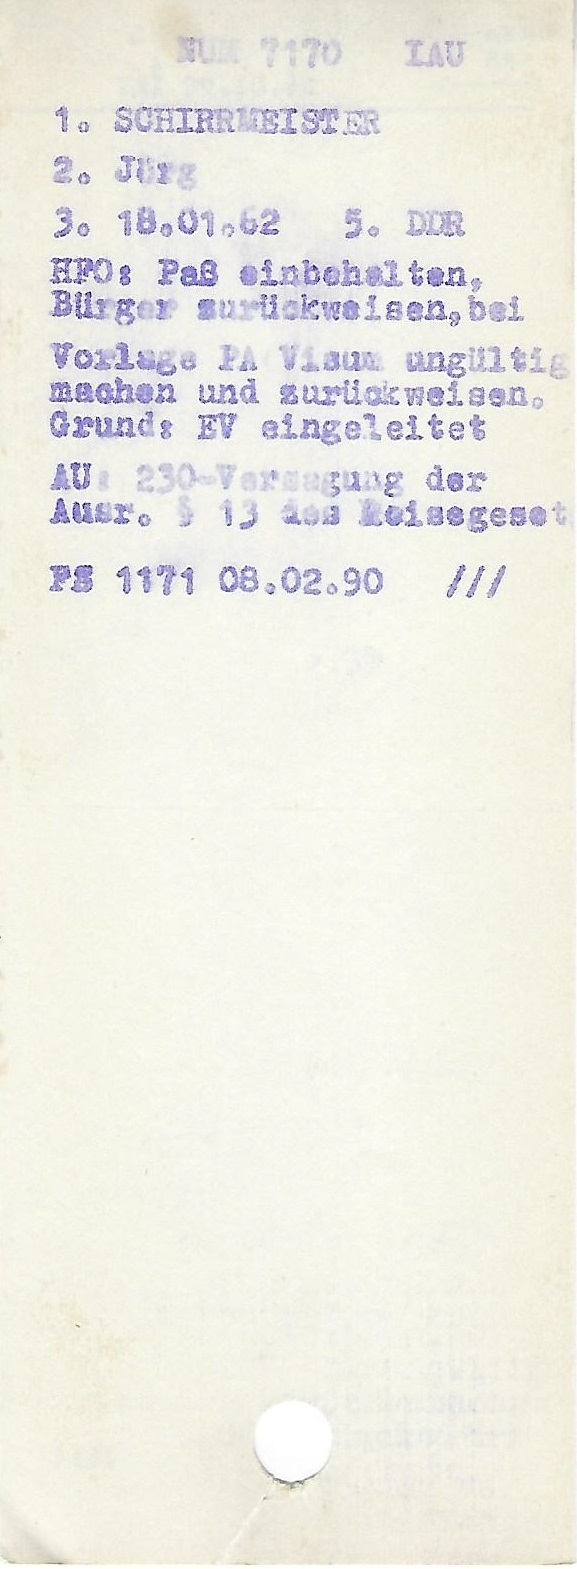 NUM 7170 IAU
1. SCHIRRMEISTER
2. Jürg
3. 18.01.62 5. DDR
HFO: Paß einbehalten,
Bürger zurückweisen,bei
Vorlage PA Visum ungültig
machen und zurückweisen.
Grund: EV eingeleitet
AU: 230-Versagung der
Ausr. § 13 des Reisegeset
PS 1171 08.02.90 ///